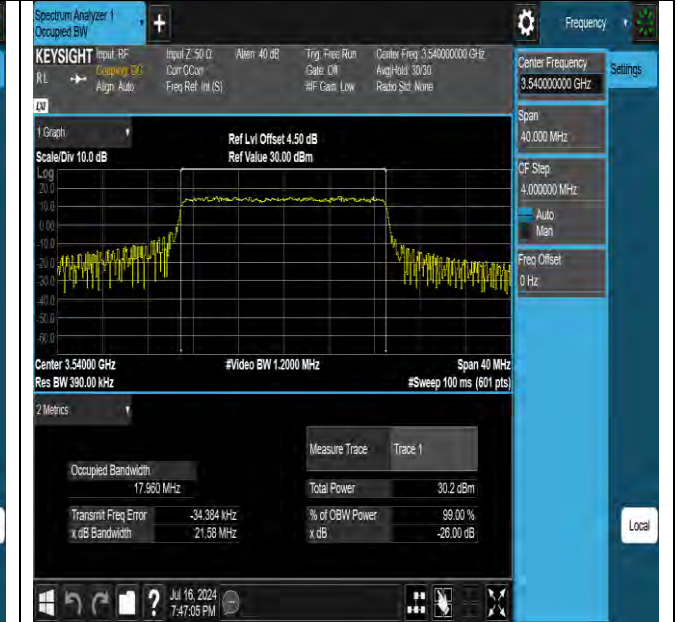 Spectrum Analyzer 1
Occupied BW
+
Frequency
KEYSIGHT Input: RF
RL
Coupling: DC
Align: Auto
Input Z: 50 Ω
Corr CCorr
Freq Ref: Int (S)
Atten: 40 dB
Trig: Free Run
Gate: Off
#IF Gain: Low
Center Freq: 3.540000000 GHz
Avg|Hold: 30/30
Radio Std: None
LXI
1 Graph
Scale/Div 10.0 dB
Ref Lvl Offset 4.50 dB
Ref Value 30.00 dBm
Log
20.0
10.0
0.00
-10.0
-20.0
-30.0
-40.0
-50.0
-60.0
Center 3.54000 GHz
#Video BW 1.2000 MHz
Span 40 MHz
Res BW 390.00 kHz
#Sweep 100 ms (601 pts)
2 Metrics
Measure Trace
Trace 1
Occupied Bandwidth
17.960 MHz
Total Power
30.2 dBm
Transmit Freq Error
-34.384 kHz
% of OBW Power
99.00 %
x dB Bandwidth
21.58 MHz
x dB
-26.00 dB
Center Frequency
3.540000000 GHz
Settings
Span
40.000 MHz
CF Step
4.000000 MHz
Auto
Man
Freq Offset
0 Hz
Local
?
Jul 16, 2024
7:47:05 PM